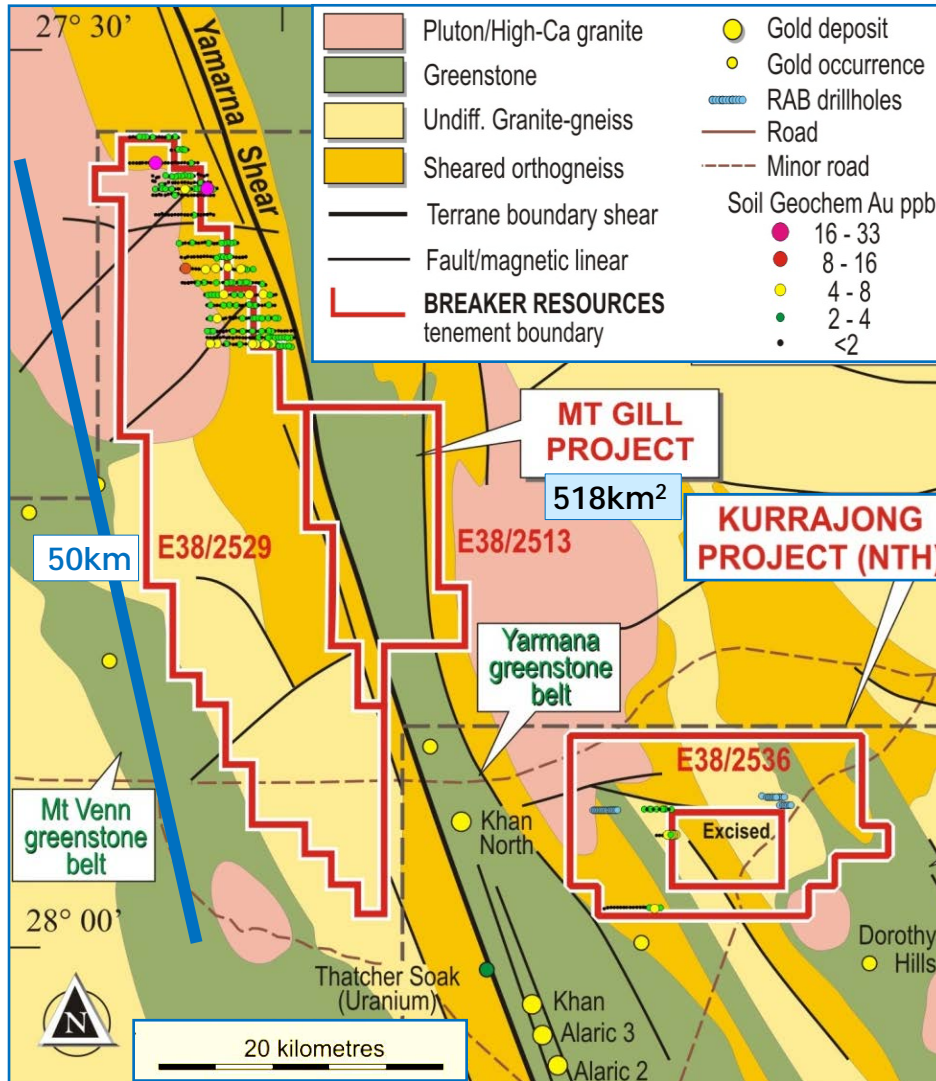 27° 30’
Yamarna Shear
Pluton/High-Ca granite
Greenstone
Undiff. Granite-gneiss
Sheared orthogneiss
Terrane boundary shear
Fault/magnetic linear
BREAKER RESOURCES
tenement boundary
Gold deposit
Gold occurrence
RAB drillholes
Road
Minor road
Soil Geochem Au ppb
16 - 33
8 - 16
4 - 8
2 - 4
<2
MT GILL
PROJECT
518km²
KURRAJONG
PROJECT (NTH)
50km
E38/2529
E38/2513
Yarmana
greenstone
belt
E38/2536
Mt Venn
greenstone
belt
Khan
North
Excised
28° 00’
Thatcher Soak
(Uranium)
Dorothy
Hills
Khan
Alaric 3
Alaric 2
N
20 kilometres